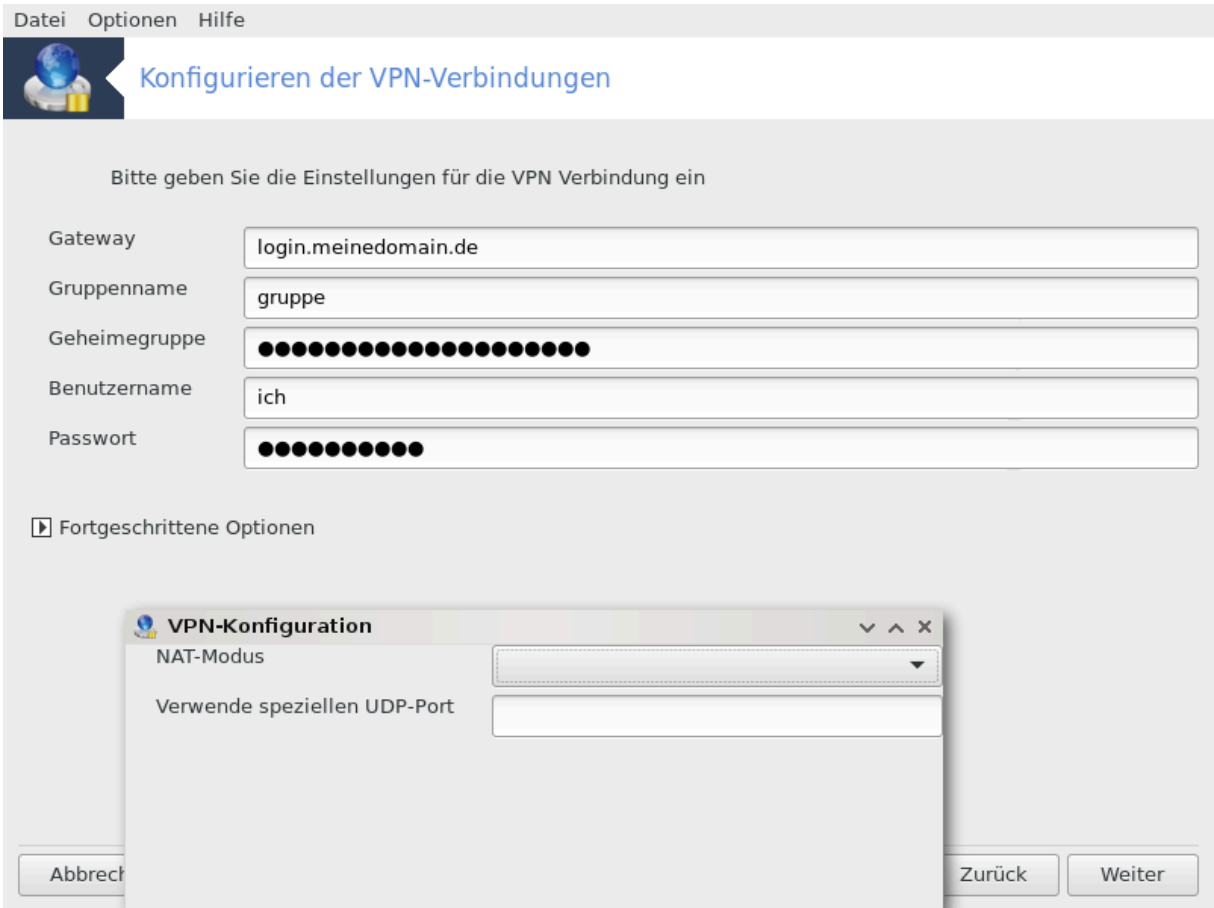 Datei Optionen Hilfe
Konfigurieren der VPN-Verbindungen
Bitte geben Sie die Einstellungen für die VPN Verbindung ein
Gateway login.meinedomain.de
Gruppenname gruppe
Geheimegruppe ●●●●●●●●●●●●●●●●●●●●
Benutzername ich
Passwort ●●●●●●●●●●
Fortgeschrittene Optionen
VPN-Konfiguration
NAT-Modus
Verwende speziellen UDP-Port
Abbrech Zurück Weiter